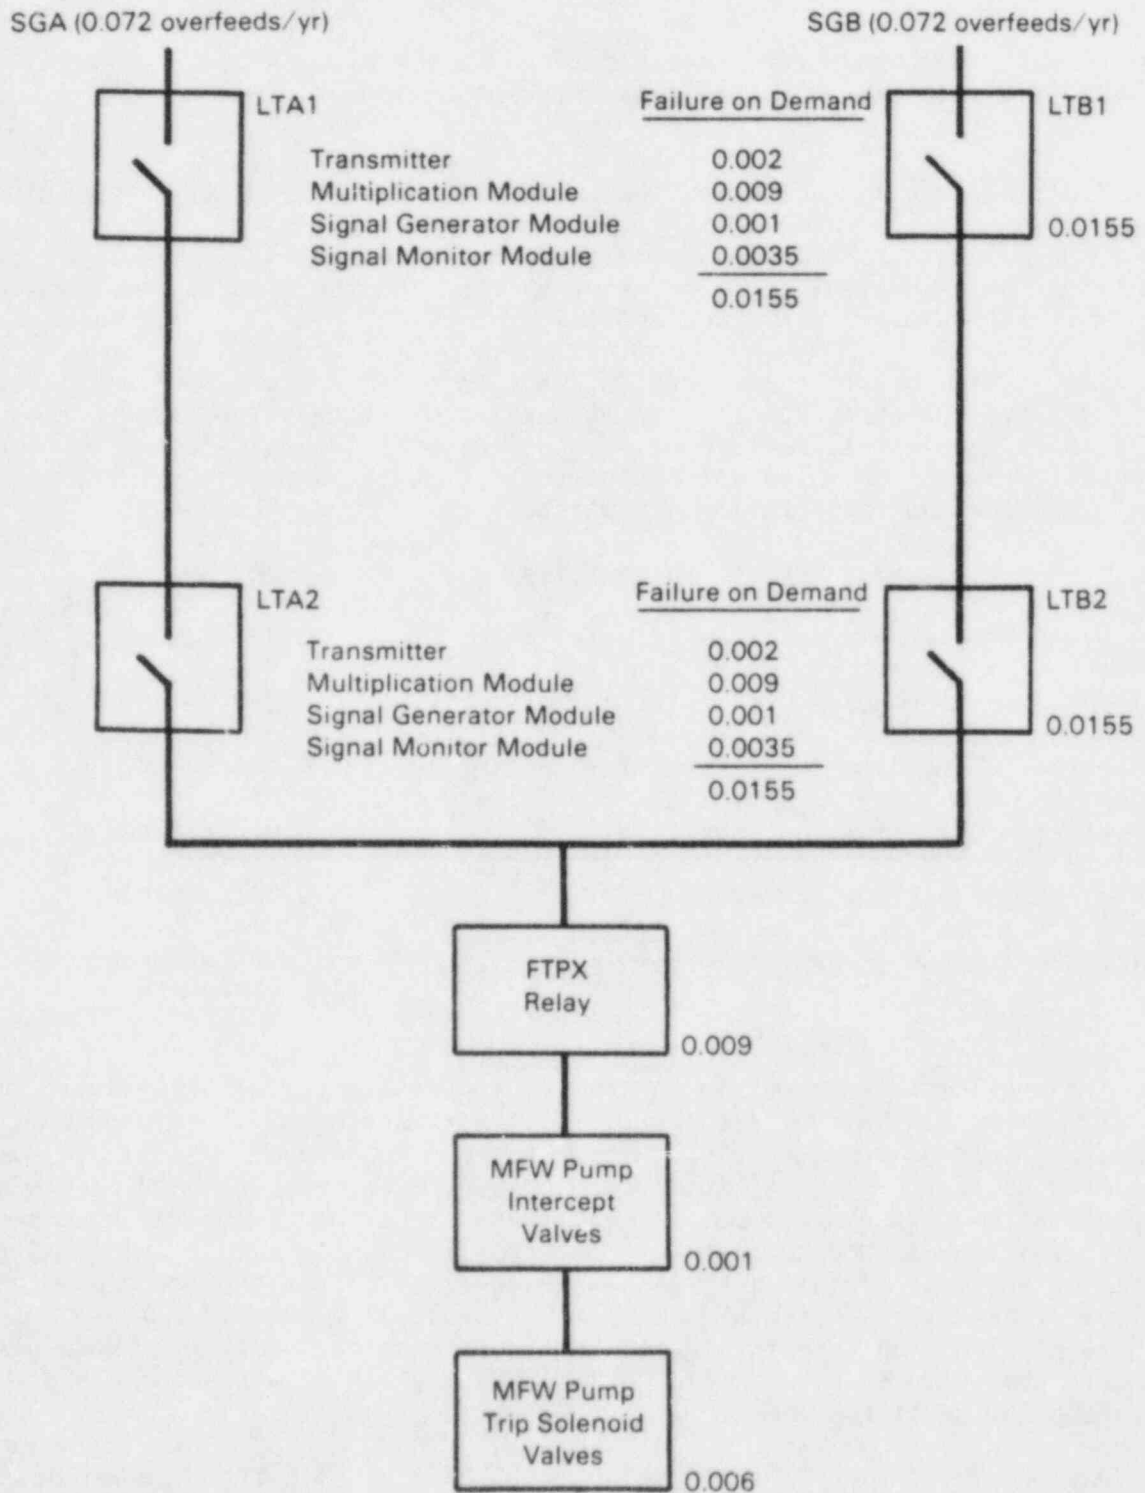 SGA (0.072 overfeeds/yr)
SGB (0.072 overfeeds/yr)
LTA1
Failure on Demand
LTB1
Transmitter 0.002
Multiplication Module 0.009
Signal Generator Module 0.001
Signal Monitor Module 0.0035
0.0155
0.0155
LTA2
Failure on Demand
LTB2
Transmitter 0.002
Multiplication Module 0.009
Signal Generator Module 0.001
Signal Monitor Module 0.0035
0.0155
0.0155
FTPX
Relay
0.009
MFW Pump
Intercept
Valves
0.001
MFW Pump
Trip Solenoid
Valves
0.006